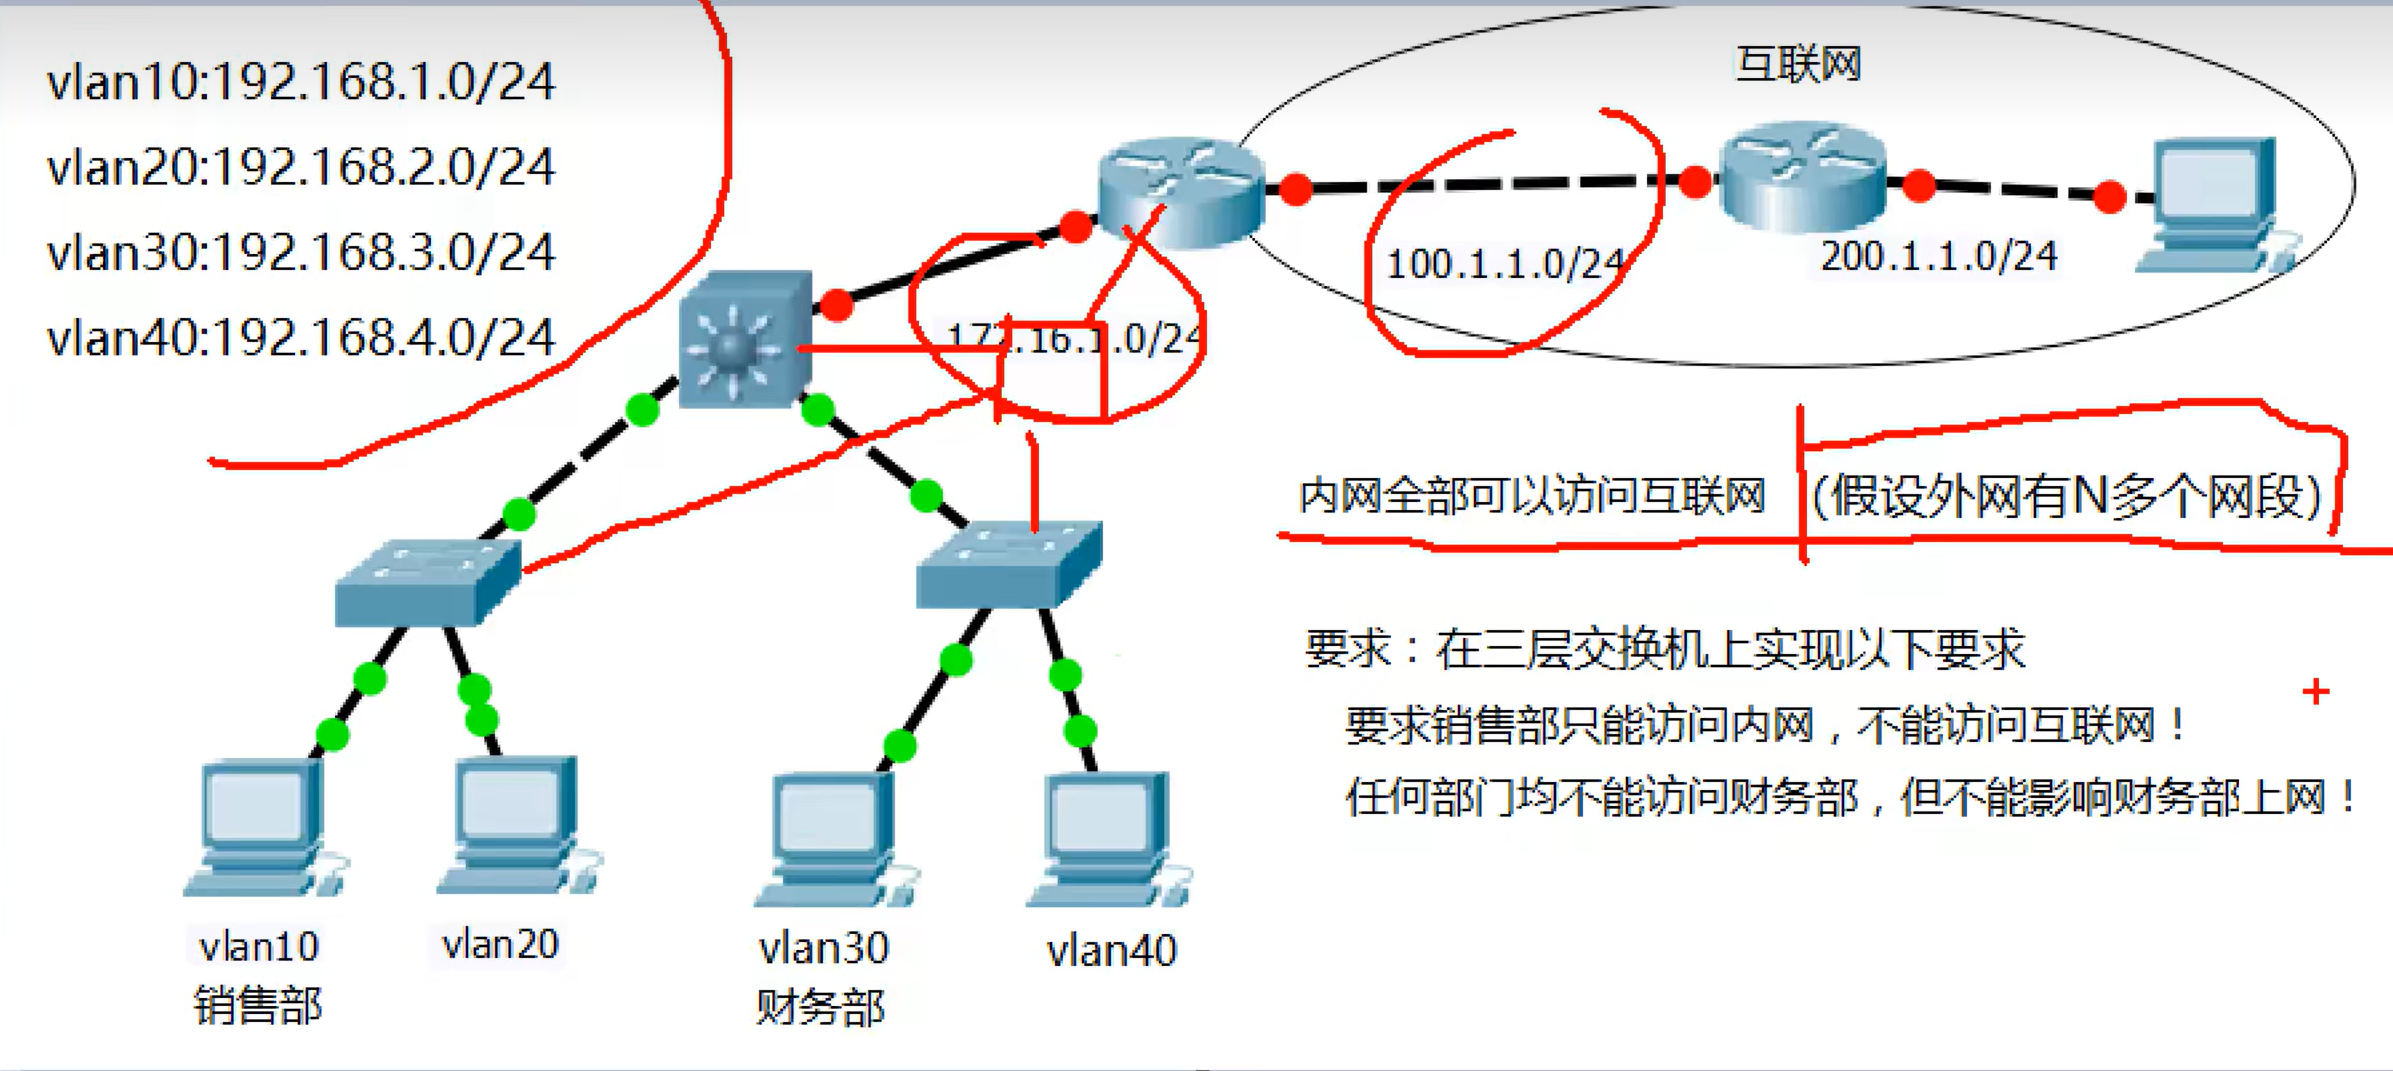 vlan10:192.168.1.0/24
vlan20:192.168.2.0/24
vlan30:192.168.3.0/24
vlan40:192.168.4.0/24
互联网
172.16.1.0/24
100.1.1.0/24
200.1.1.0/24
内网全部可以访问互联网 (假设外网有N多个网段)
要求：在三层交换机上实现以下要求
要求销售部只能访问内网，不能访问互联网！
任何部门均不能访问财务部，但不能影响财务部上网！
vlan10
销售部
vlan20
vlan30
财务部
vlan40